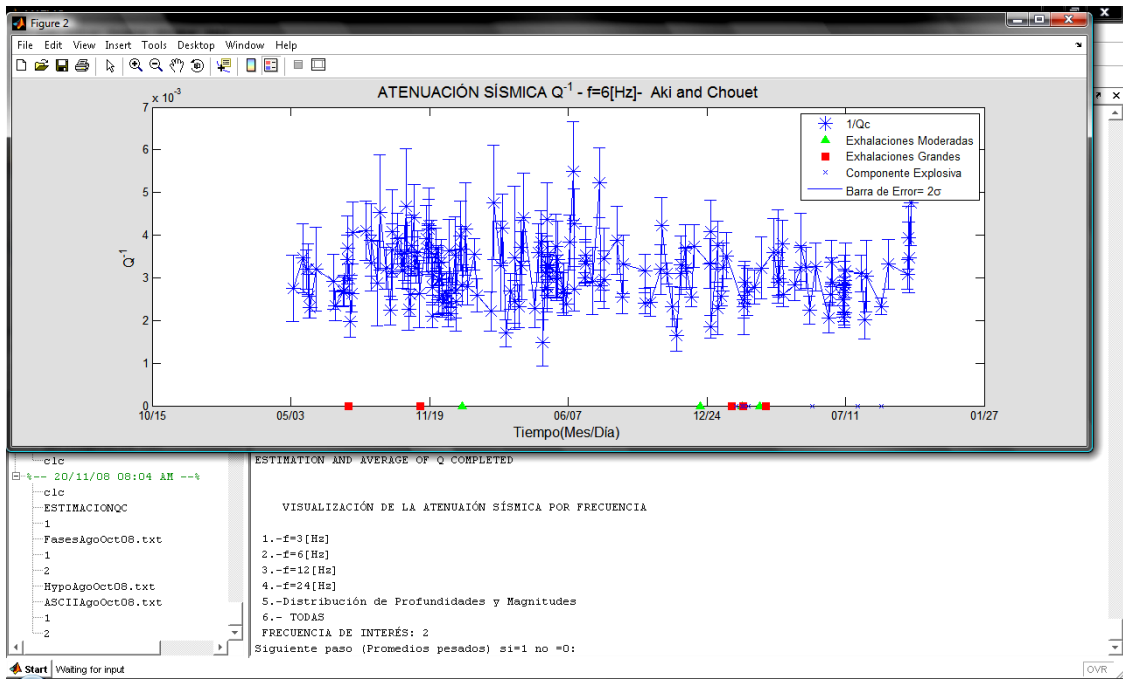 Figure 2
File Edit View Insert Tools Desktop Window Help
ATENUACIÓN SÍSMICA Q-1 - f=6[Hz]- Aki and Chouet
x 10-3
7
6
5
4
3
2
1
0
Q-1
1/Qc
Exhalaciones Moderadas
Exhalaciones Grandes
Componente Explosiva
Barra de Error= 2σ
10/15 05/03 11/19 06/07 12/24 07/11 01/27
Tiempo(Mes/Día)
clc
%-- 20/11/08 08:04 AM --%
clc
ESTIMACIONQC
1
FasesAgoOct08.txt
1
2
HypoAgoOct08.txt
ASCIIAgoOct08.txt
1
2
ESTIMATION AND AVERAGE OF Q COMPLETED
VISUALIZACIÓN DE LA ATENUAIÓN SÍSMICA POR FRECUENCIA
1.-f=3[Hz]
2.-f=6[Hz]
3.-f=12[Hz]
4.-f=24[Hz]
5.-Distribución de Profundidades y Magnitudes
6.- TODAS
FRECUENCIA DE INTERÉS: 2
Siguiente paso (Promedios pesados) si=1 no =0:
Start Waiting for input
OVR